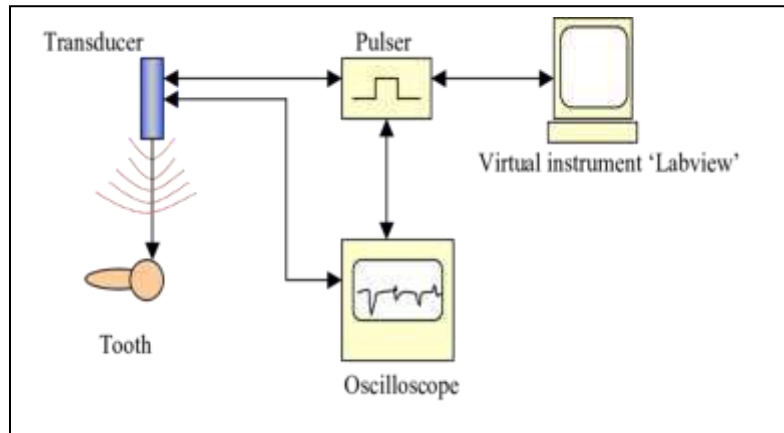 Transducer
Pulser
Virtual instrument ‘Labview’
Tooth
Oscilloscope